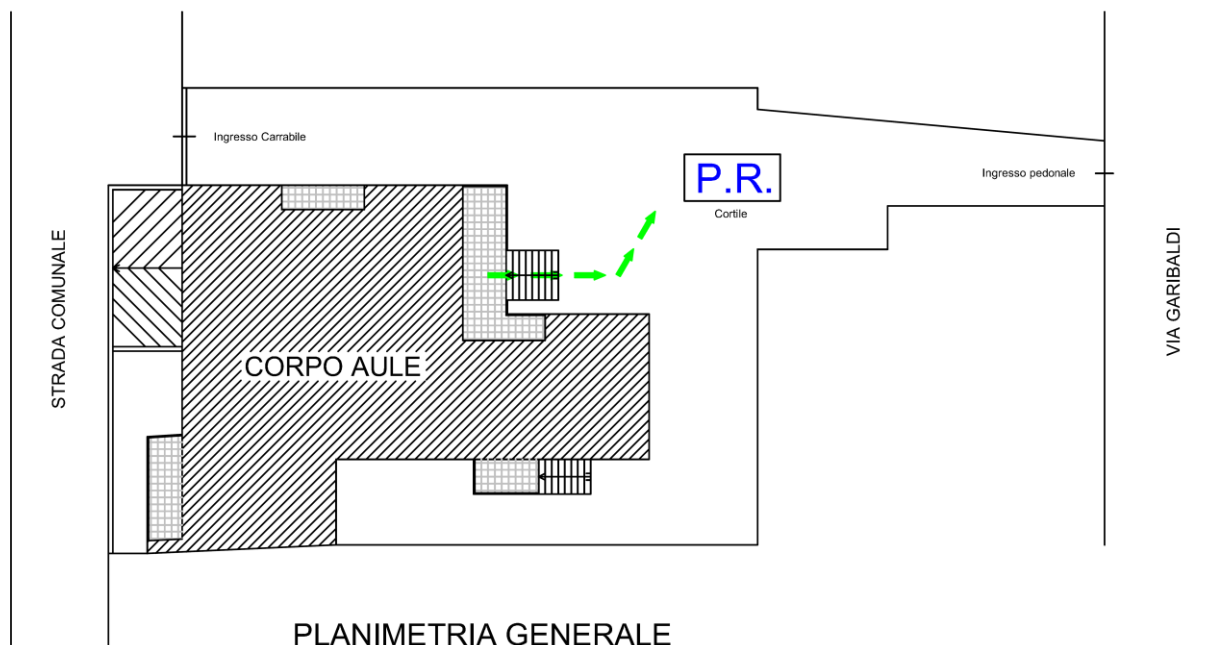 Ingresso Carrabile
P.R.
Ingresso pedonale
Cortile
STRADA COMUNALE
VIA GARIBALDI
CORPO AULE
PLANIMETRIA GENERALE